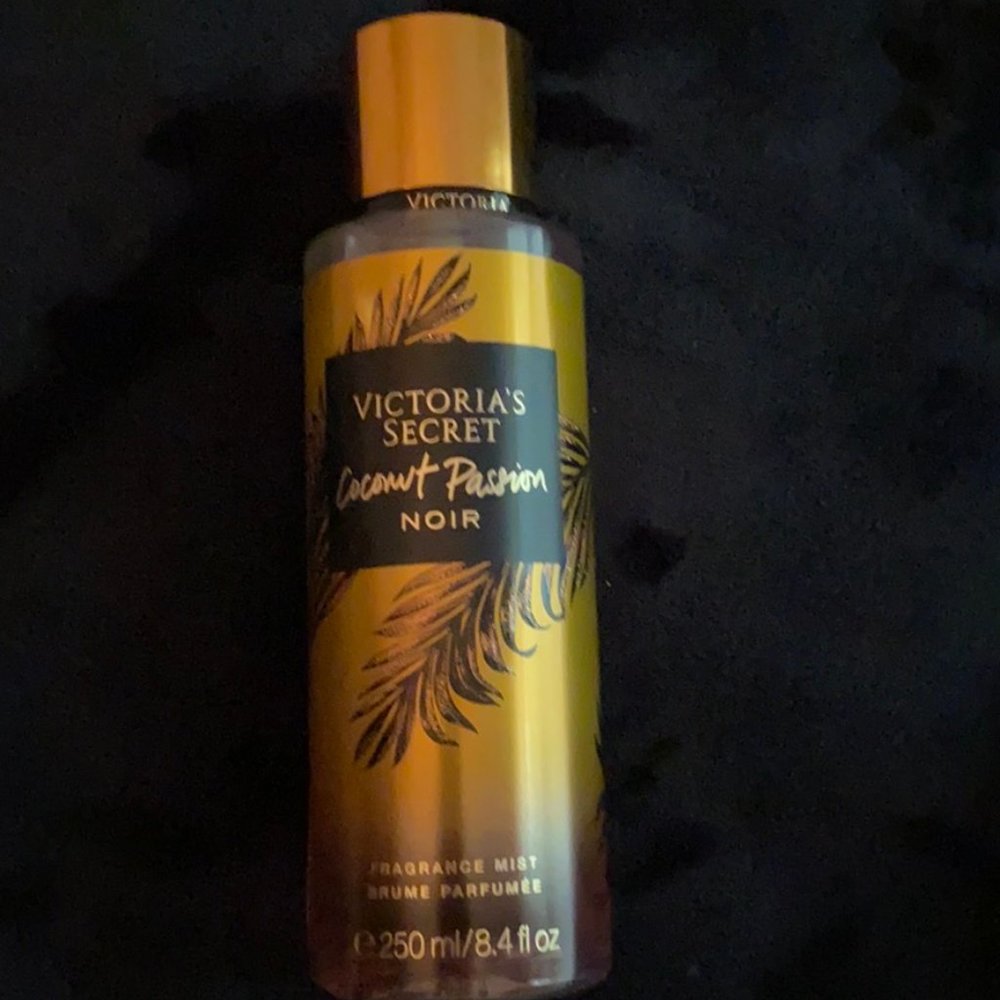 VICTORIA
VICTORIA'S
SECRET
Coconut Passion
NOIR
FRAGRANCE MIST
BRUME PARFUMÉE
℮ 250 ml/8.4 fl oz